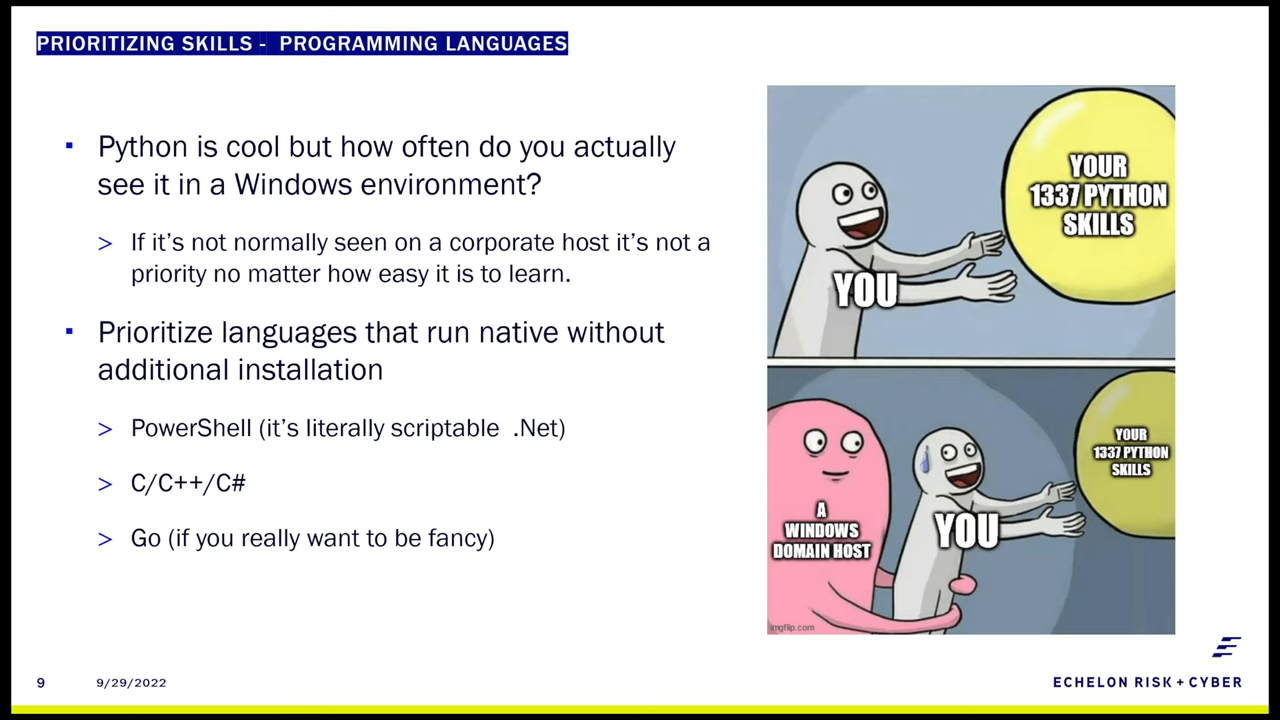 PRIORITIZING SKILLS - PROGRAMMING LANGUAGES
▪ Python is cool but how often do you actually
see it in a Windows environment?
> If it’s not normally seen on a corporate host it’s not a
priority no matter how easy it is to learn.
▪ Prioritize languages that run native without
additional installation
> PowerShell (it’s literally scriptable .Net)
> C/C++/C#
> Go (if you really want to be fancy)
YOUR
1337 PYTHON
SKILLS
YOU
YOUR
1337 PYTHON
SKILLS
A
WINDOWS
DOMAIN HOST
YOU
imgflip.com
9
9/29/2022
ECHELON RISK + CYBER